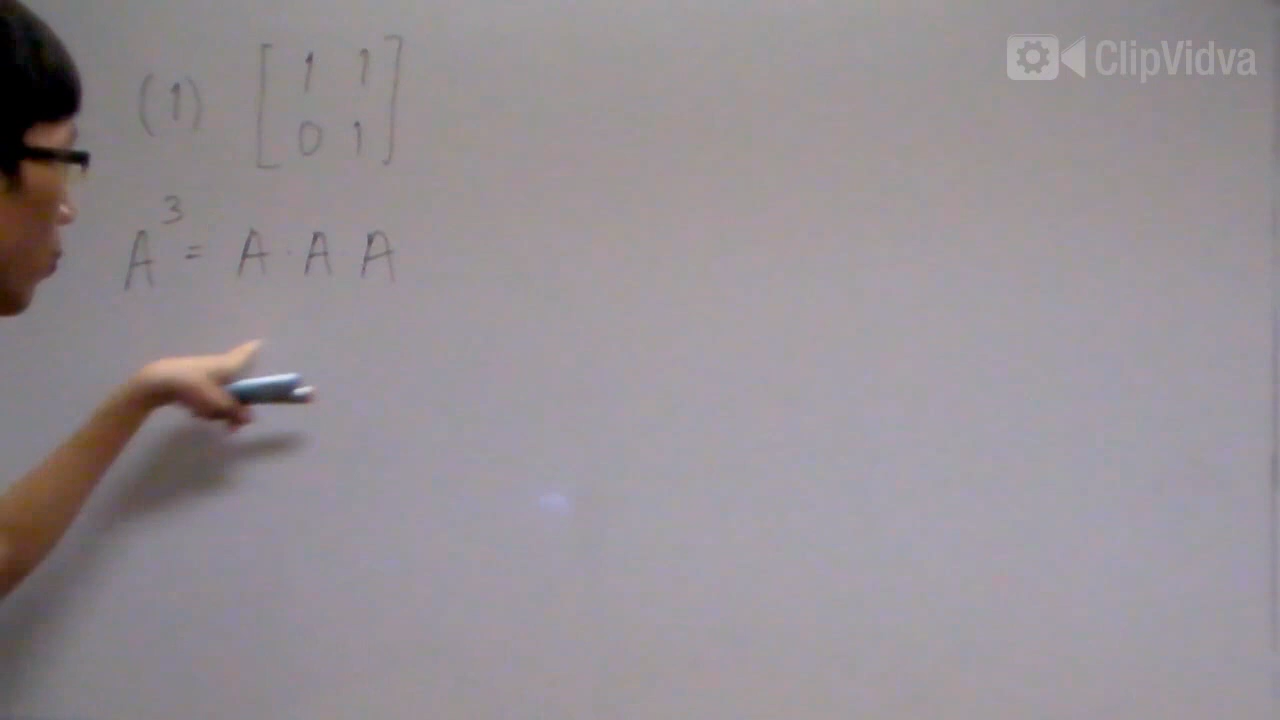 ClipVidva
(1) [ 1 1
0 1 ]
A³ = A · A · A